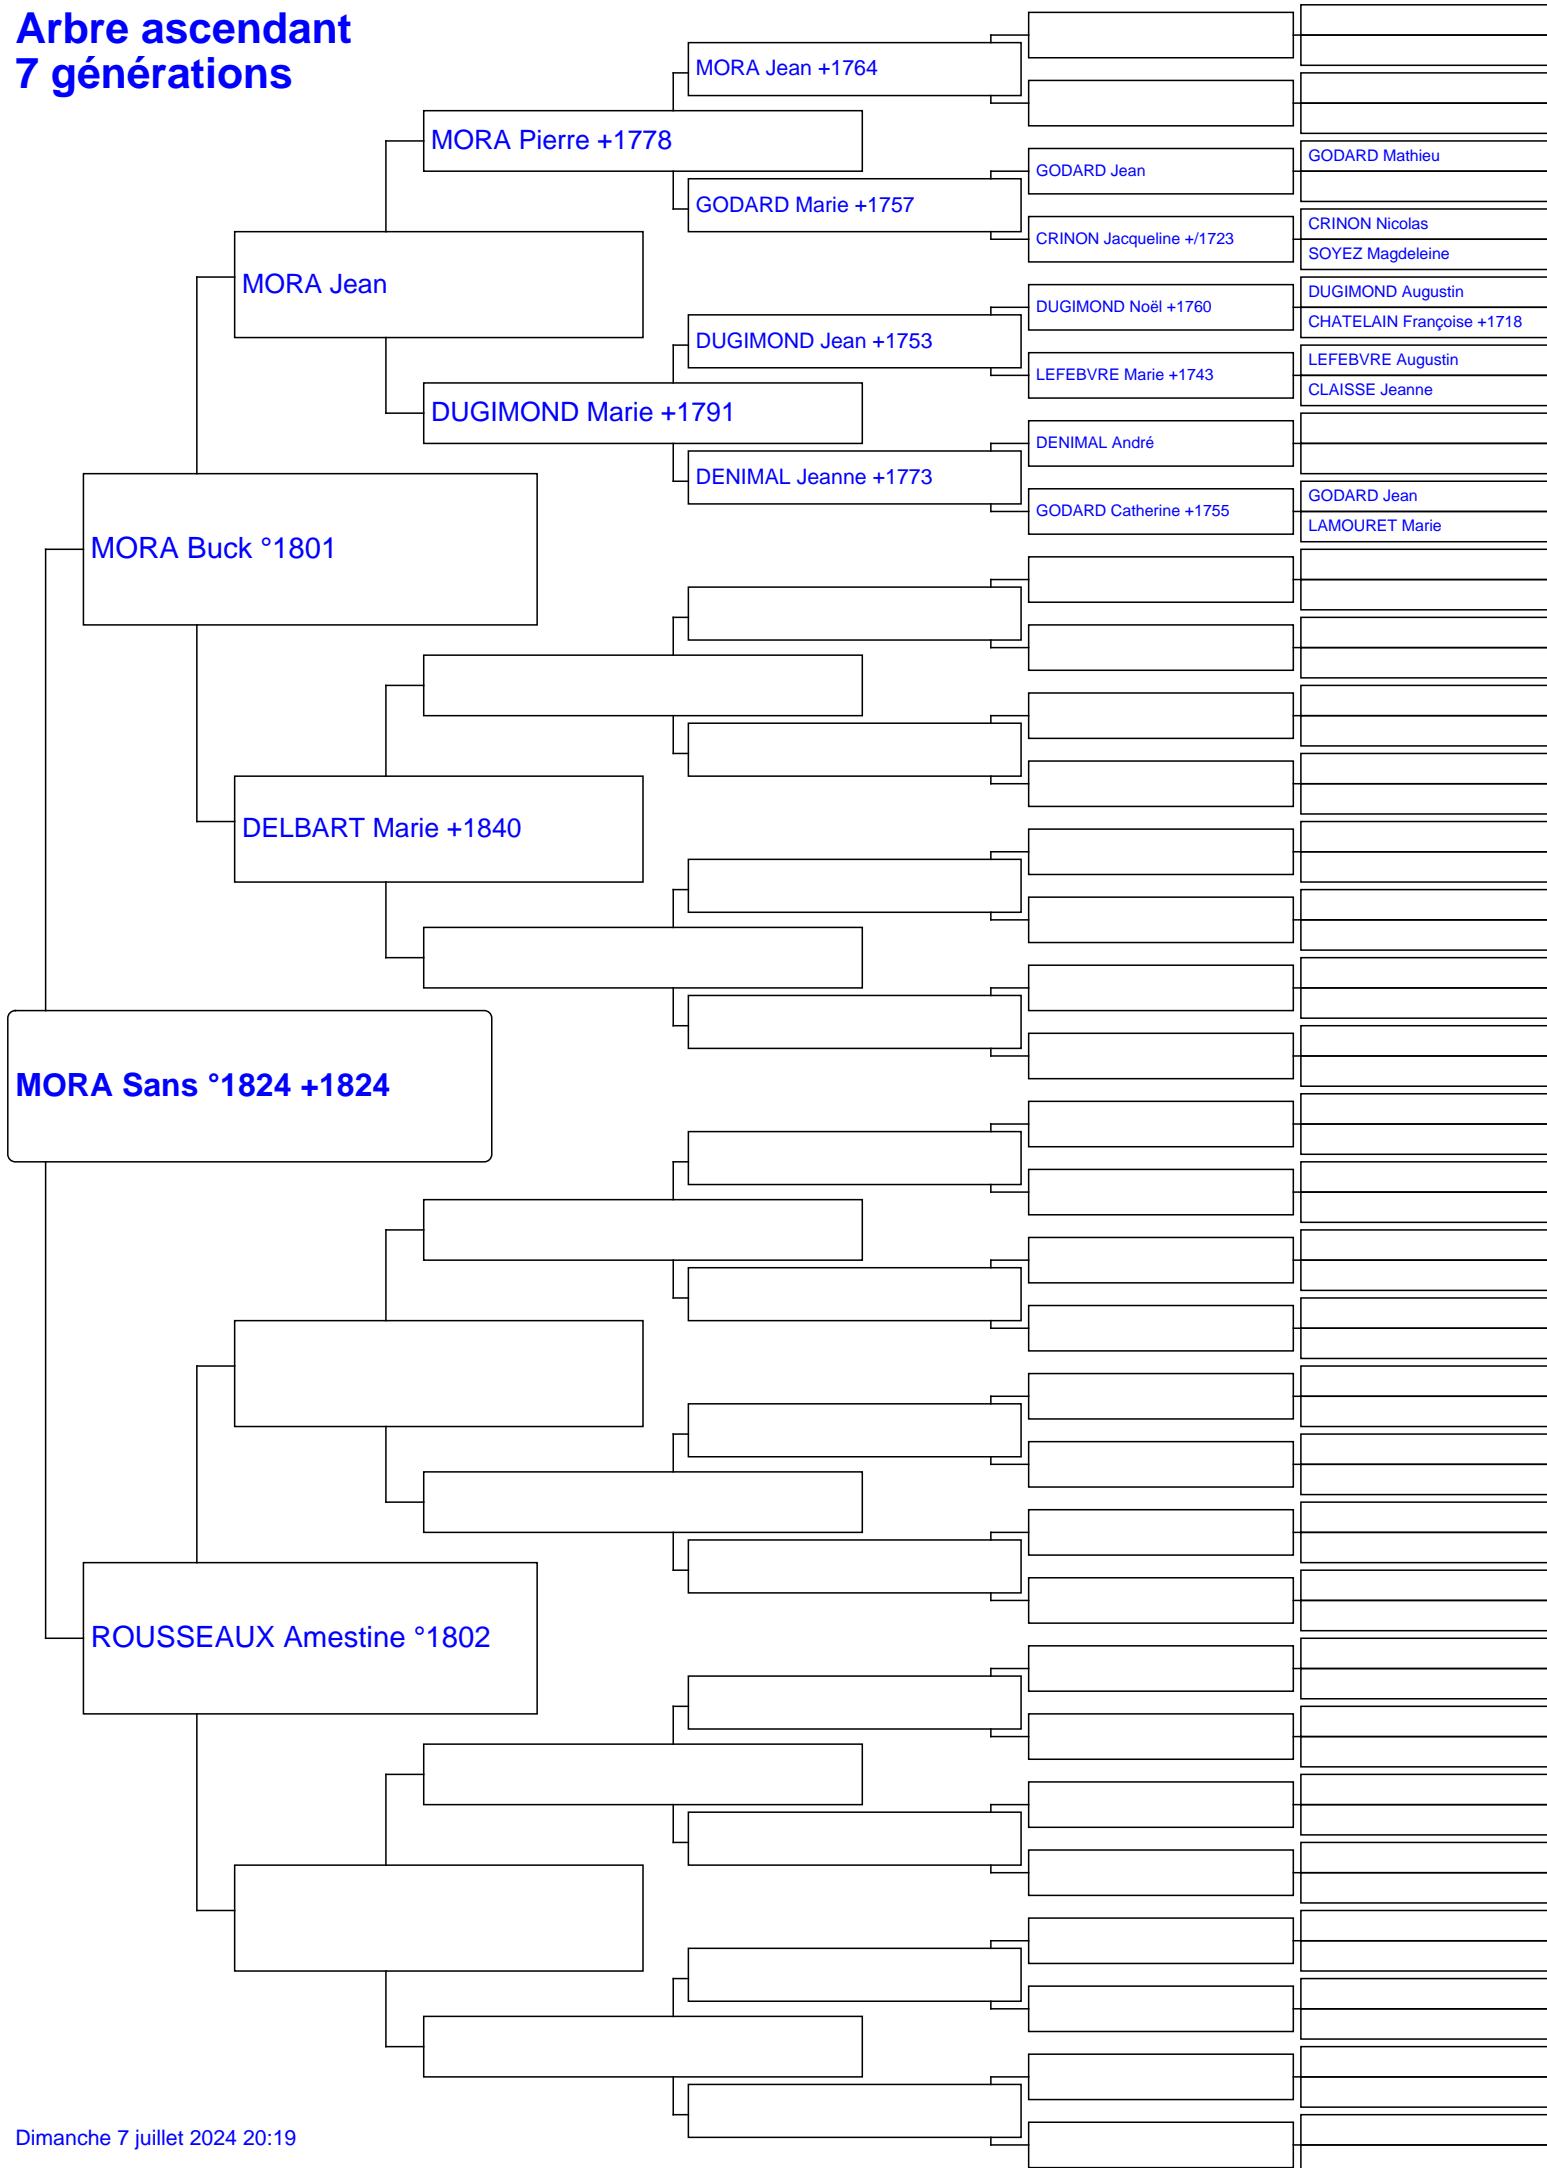 Arbre ascendant
7 générations
MORA Jean +1764
MORA Pierre +1778
GODARD Mathieu
GODARD Jean
GODARD Marie +1757
CRINON Nicolas
CRINON Jacqueline +/1723
SOYEZ Magdeleine
MORA Jean
DUGIMOND Augustin
DUGIMOND Noël +1760
CHATELAIN Françoise +1718
DUGIMOND Jean +1753
LEFEBVRE Augustin
LEFEBVRE Marie +1743
CLAISSE Jeanne
DUGIMOND Marie +1791
DENIMAL André
DENIMAL Jeanne +1773
GODARD Jean
GODARD Catherine +1755
LAMOURET Marie
MORA Buck °1801
DELBART Marie +1840
MORA Sans °1824 +1824
ROUSSEAUX Amestine °1802
Dimanche 7 juillet 2024 20:19